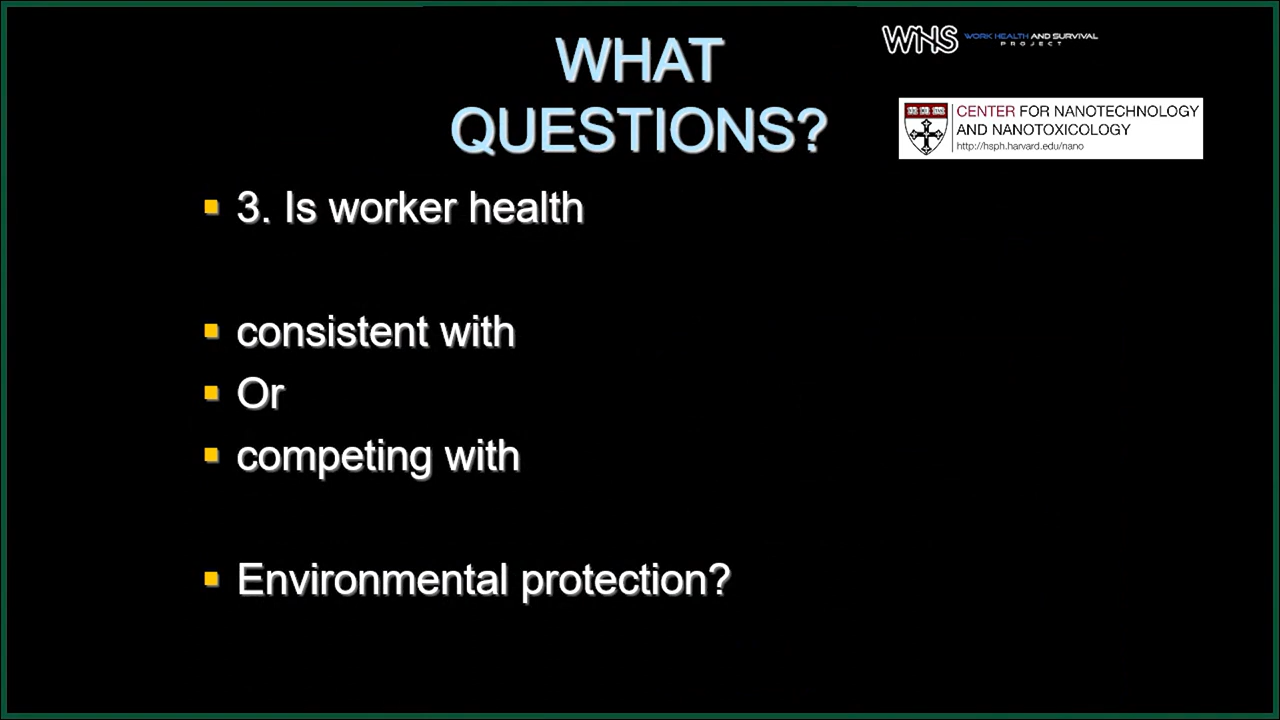 WHAT
QUESTIONS?
WHS WORK HEALTH AND SURVIVAL
PROJECT
CENTER FOR NANOTECHNOLOGY
AND NANOTOXICOLOGY
http://hsph.harvard.edu/nano
3. Is worker health
consistent with
Or
competing with
Environmental protection?